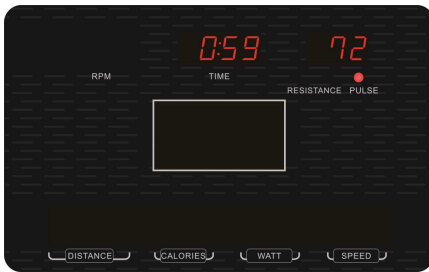 0:59 72
RPM TIME
RESISTANCE PULSE
DISTANCE CALORIES WATT SPEED